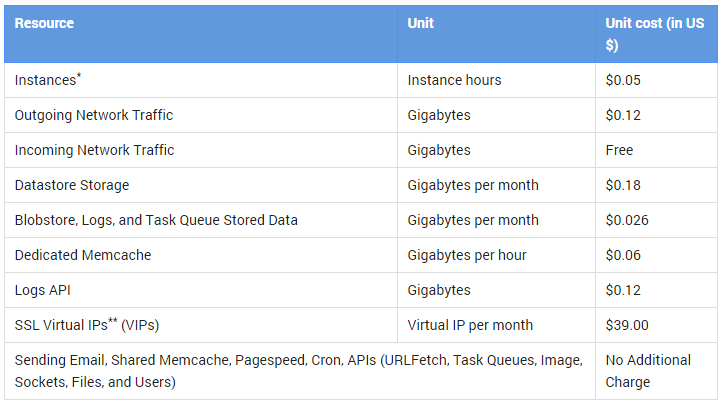 Resource Unit Unit cost (in US
$)
Instances* Instance hours $0.05
Outgoing Network Traffic Gigabytes $0.12
Incoming Network Traffic Gigabytes Free
Datastore Storage Gigabytes per month $0.18
Blobstore, Logs, and Task Queue Stored Data Gigabytes per month $0.026
Dedicated Memcache Gigabytes per hour $0.06
Logs API Gigabytes $0.12
SSL Virtual IPs** (VIPs) Virtual IP per month $39.00
Sending Email, Shared Memcache, Pagespeed, Cron, APIs (URLFetch, Task Queues, Image, No Additional
Sockets, Files, and Users) Charge